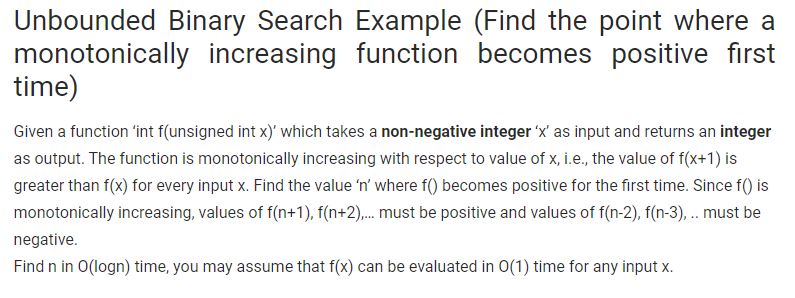 Unbounded Binary Search Example (Find the point where a
monotonically increasing function becomes positive first
time)
Given a function 'int f(unsigned int x)' which takes a non-negative integer 'x' as input and returns an integer
as output. The function is monotonically increasing with respect to value of x, i.e., the value of f(x+1) is
greater than f(x) for every input x. Find the value 'n' where f() becomes positive for the first time. Since f() is
monotonically increasing, values of f(n+1), f(n+2),... must be positive and values of f(n-2), f(n-3), .. must be
negative.
Find n in O(logn) time, you may assume that f(x) can be evaluated in O(1) time for any input x.